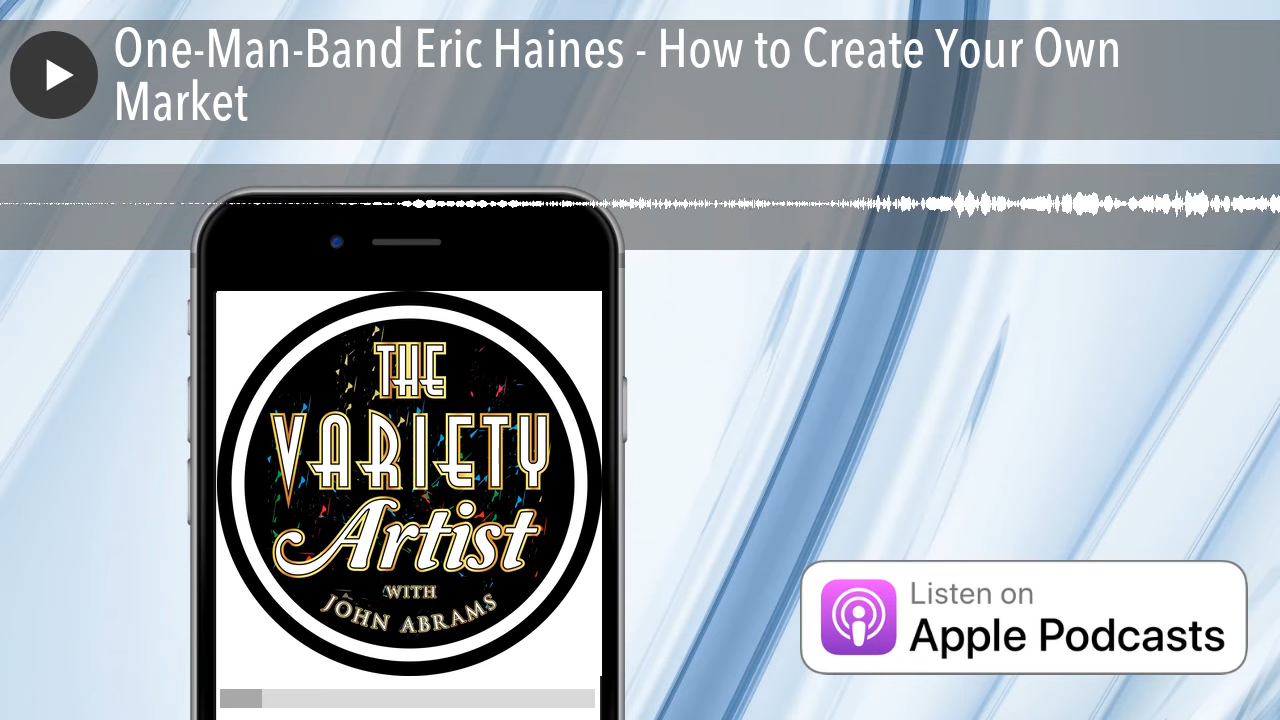 One-Man-Band Eric Haines - How to Create Your Own
Market
THE
VARIETY
Artist
WITH
JOHN ABRAMS
Listen on
Apple Podcasts